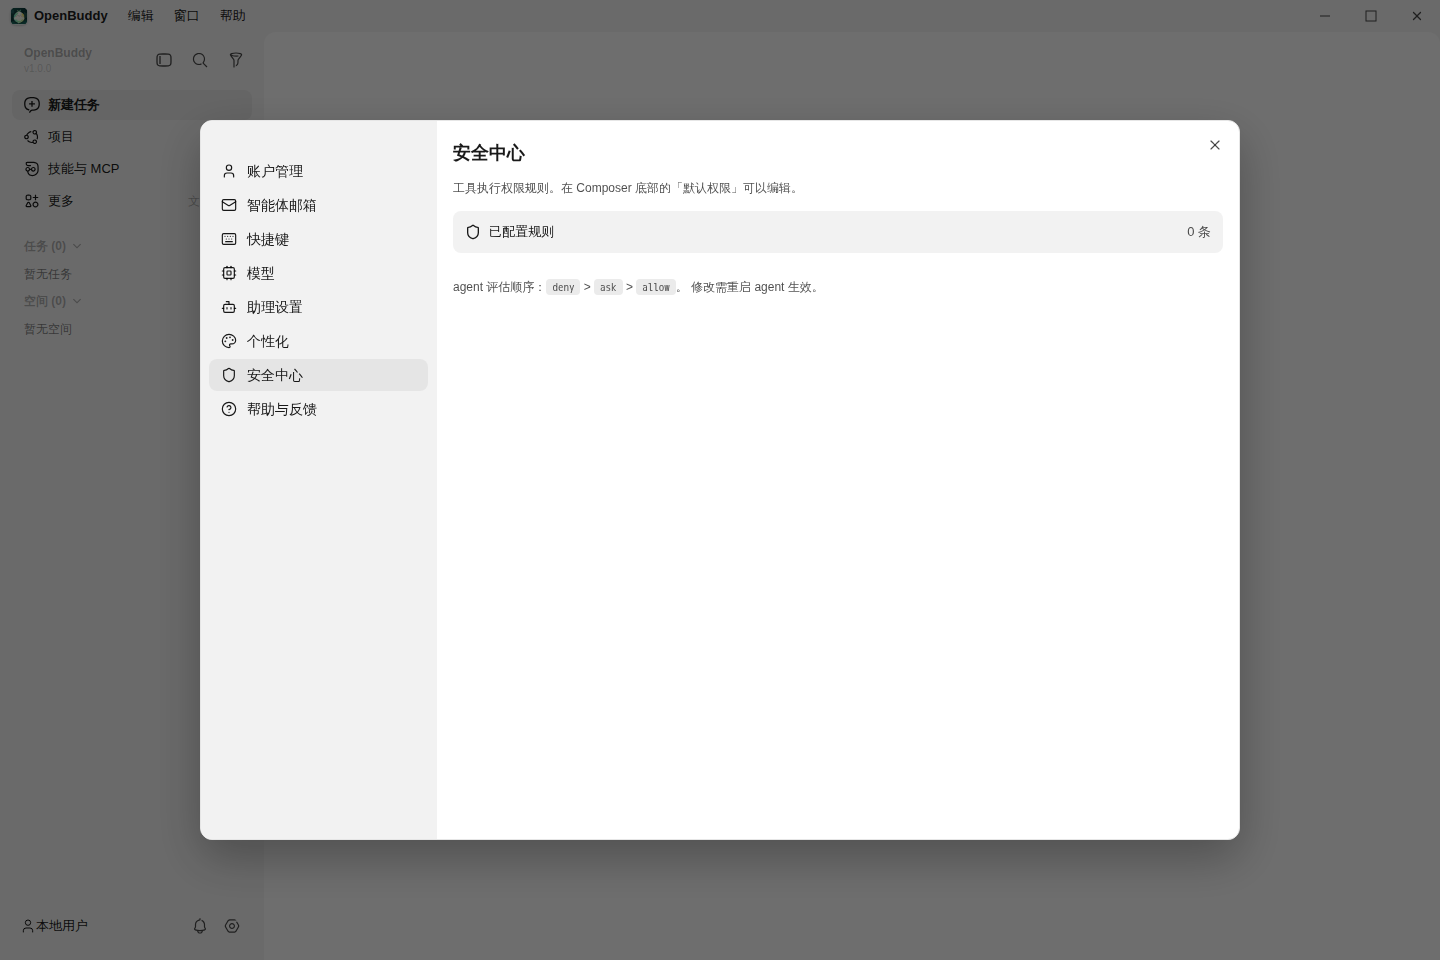 OpenBuddy 编辑 窗口 帮助
OpenBuddy
v1.0.0
新建任务
项目
技能与 MCP
更多
文
任务 (0)
暂无任务
空间 (0)
暂无空间
本地用户
账户管理
智能体邮箱
快捷键
模型
助理设置
个性化
安全中心
帮助与反馈
安全中心
工具执行权限规则。在 Composer 底部的「默认权限」可以编辑。
已配置规则 0 条
agent 评估顺序： deny > ask > allow 。 修改需重启 agent 生效。